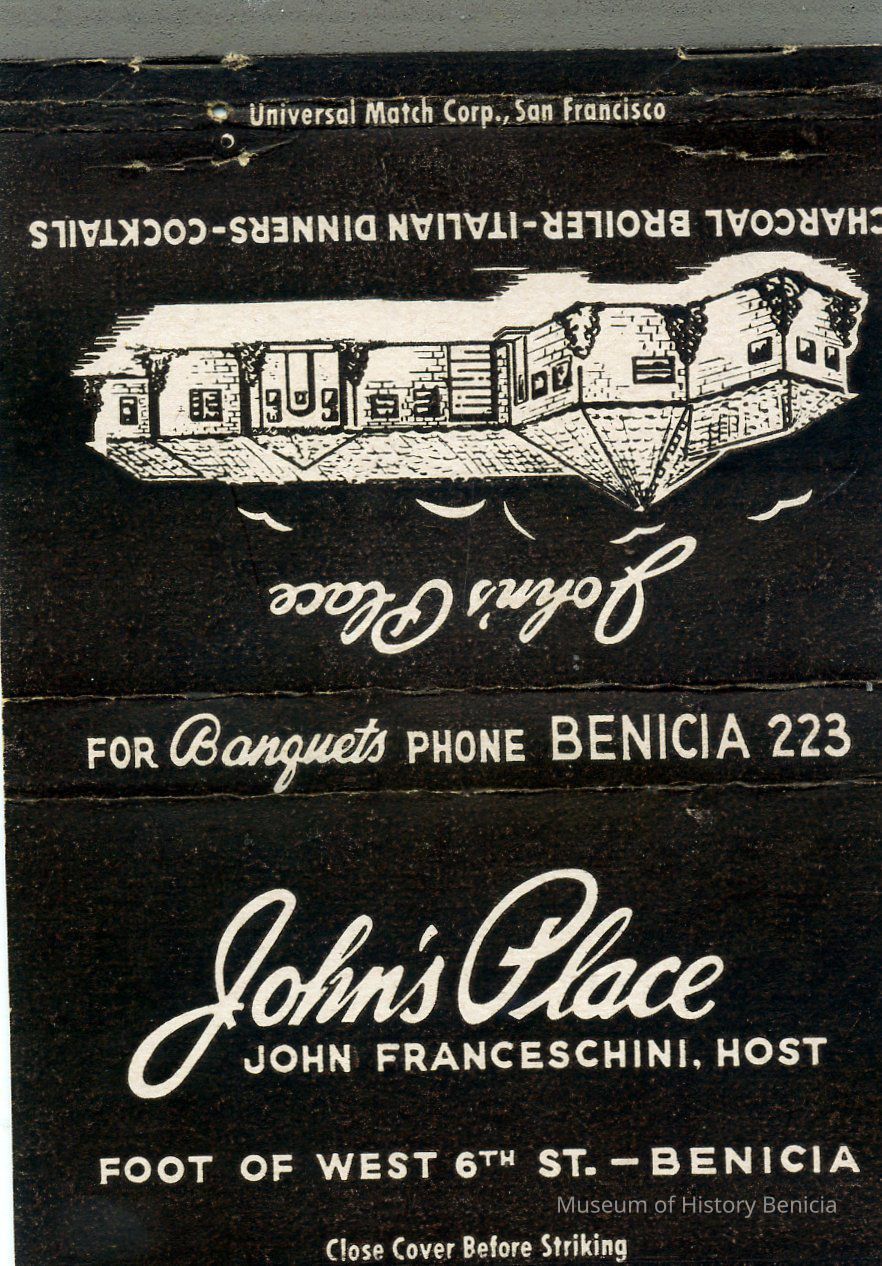 Universal Match Corp., San Francisco
CHARCOAL BROILER-ITALIAN DINNERS-COCKTAILS
John's Place
FOR Banquets PHONE BENICIA 223
John's Place
JOHN FRANCESCHINI, HOST
FOOT OF WEST 6TH ST. — BENICIA
Museum of History Benicia
Close Cover Before Striking